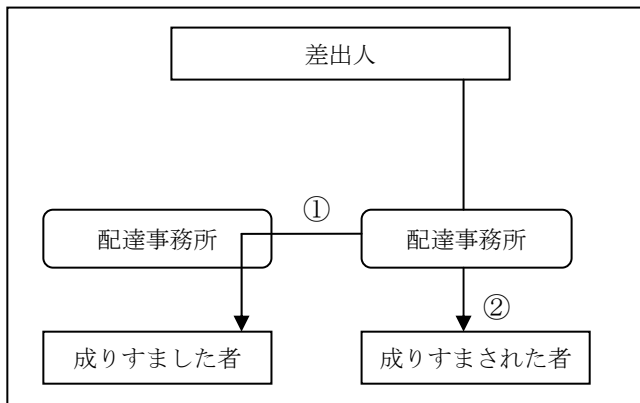 差出人
①
配達事務所
配達事務所
②
成りすました者
成りすまされた者